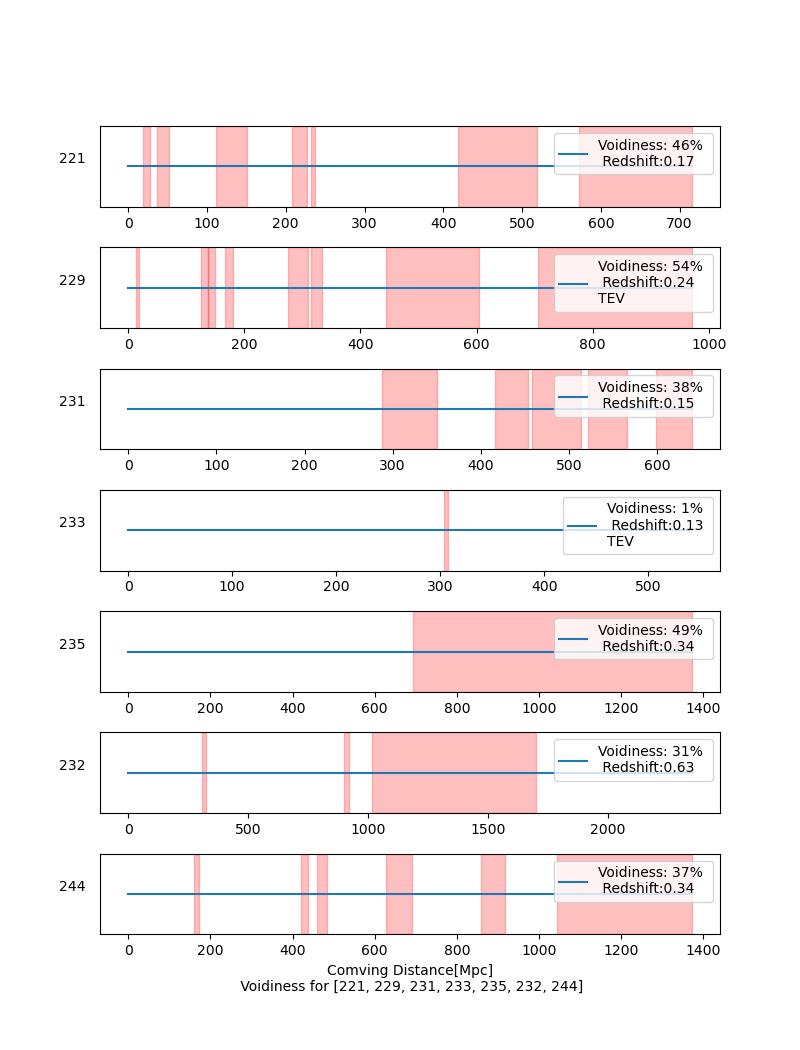 221
Voidiness: 46%
Redshift:0.17
0 100 200 300 400 500 600 700
229
Voidiness: 54%
Redshift:0.24
TEV
0 200 400 600 800 1000
231
Voidiness: 38%
Redshift:0.15
0 100 200 300 400 500 600
233
Voidiness: 1%
Redshift:0.13
TEV
0 100 200 300 400 500
235
Voidiness: 49%
Redshift:0.34
0 200 400 600 800 1000 1200 1400
232
Voidiness: 31%
Redshift:0.63
0 500 1000 1500 2000
244
Voidiness: 37%
Redshift:0.34
0 200 400 600 800 1000 1200 1400
Comving Distance[Mpc]
Voidiness for [221, 229, 231, 233, 235, 232, 244]